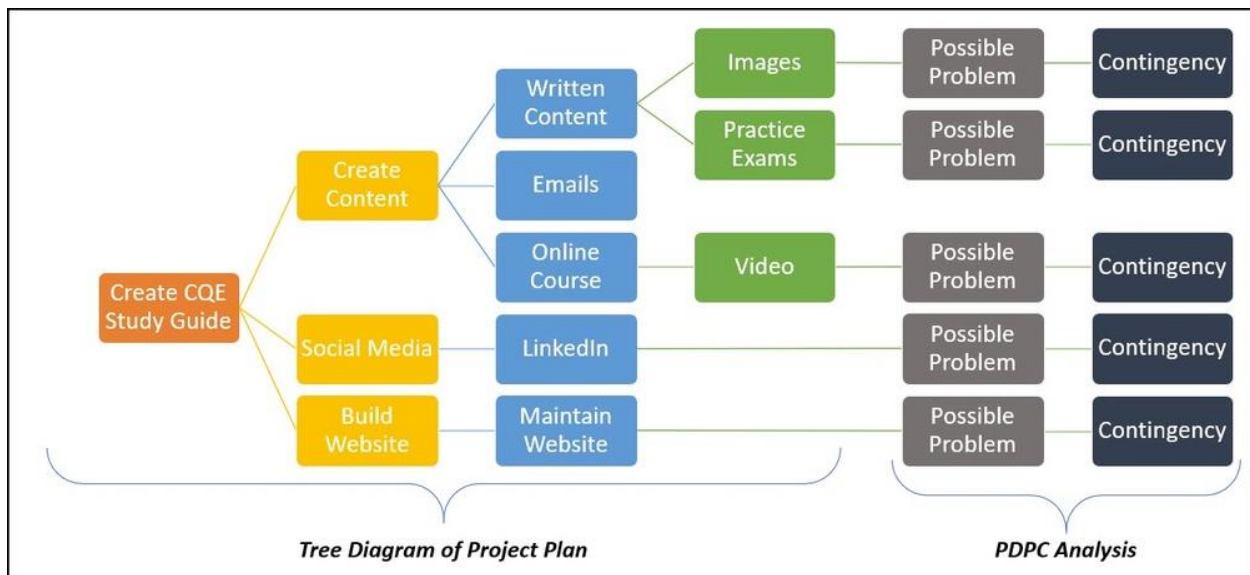 Images
Possible
Problem
Contingency
Written
Content
Practice
Exams
Possible
Problem
Contingency
Create
Content
Emails
Online
Course
Video
Possible
Problem
Contingency
Create CQE
Study Guide
Social Media
LinkedIn
Possible
Problem
Contingency
Build
Website
Maintain
Website
Possible
Problem
Contingency
Tree Diagram of Project Plan
PDPC Analysis